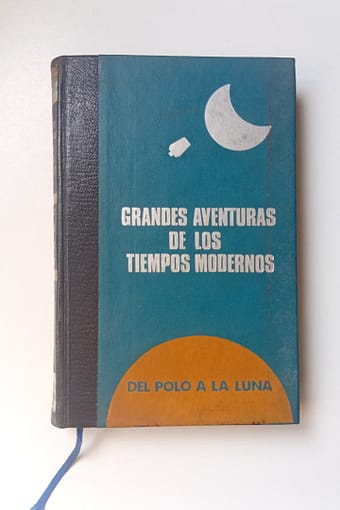 GRANDES AVENTURAS
DE LOS
TIEMPOS MODERNOS
DEL POLO A LA LUNA